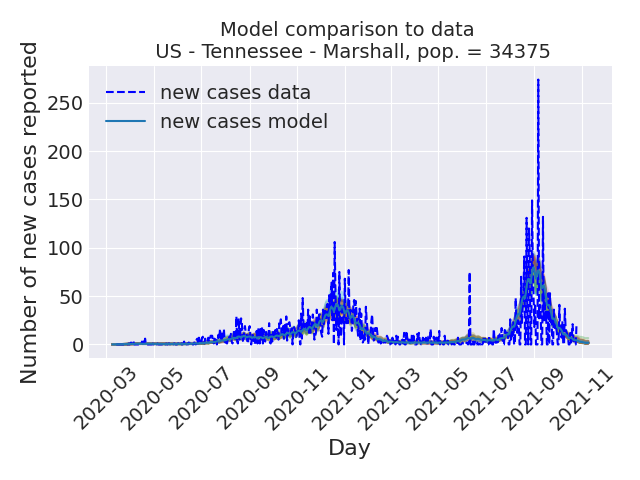 Model comparison to data
US - Tennessee - Marshall, pop. = 34375
Number of new cases reported
250
200
150
100
50
0
new cases data
new cases model
2020-03
2020-05
2020-07
2020-09
2020-11
2021-01
2021-03
2021-05
2021-07
2021-09
2021-11
Day